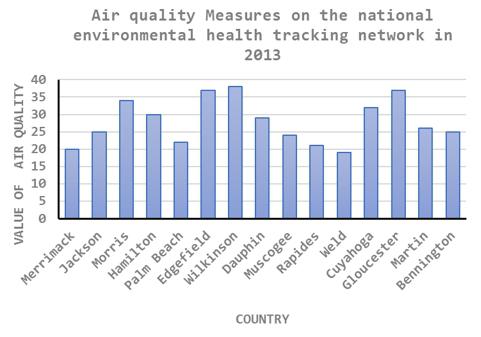 Air quality Measures on the national
environmental health tracking network in
2013
VALUE OF AIR QUALITY
40
35
30
25
20
15
10
5
0
Merrimack
Jackson
Morris
Hamilton
Palm Beach
Edgefield
Wilkinson
Dauphin
Muscogee
Rapides
Weld
Cuyahoga
Gloucester
Martin
Bennington
COUNTRY